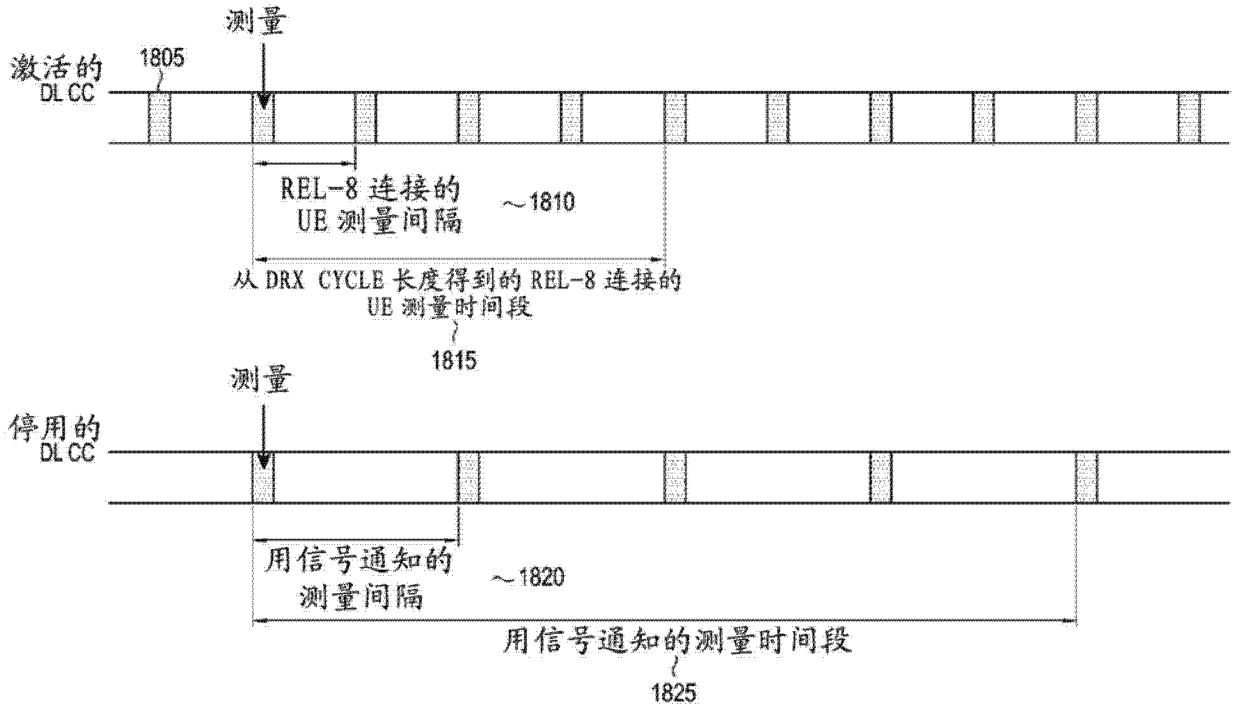 测量
1805
激活的
DL CC
REL-8 连接的
UE 测量间隔
1810
从 DRX CYCLE 长度得到的 REL-8 连接的
UE 测量时间段
1815
测量
停用的
DL CC
用信号通知的
测量间隔
1820
用信号通知的测量时间段
1825